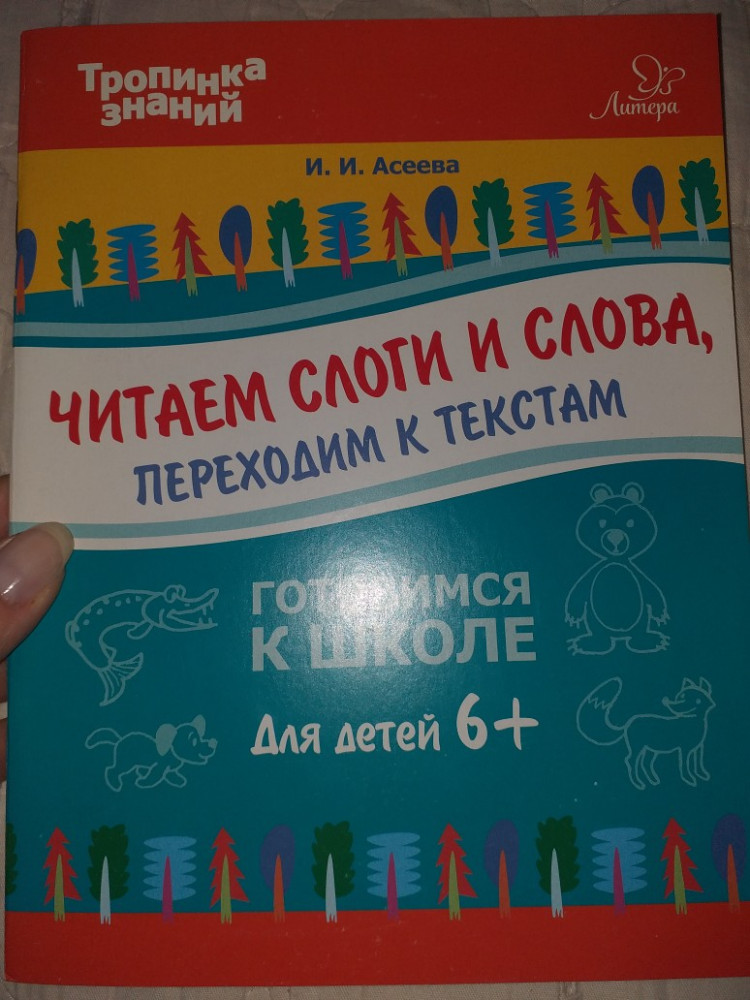 Тропинка
знаний
Литера
И. И. Асеева
ЧИТАЕМ СЛОГИ И СЛОВА,
ПЕРЕХОДИМ К ТЕКСТАМ
ГОТОВИМСЯ
К ШКОЛЕ
Для детей 6+